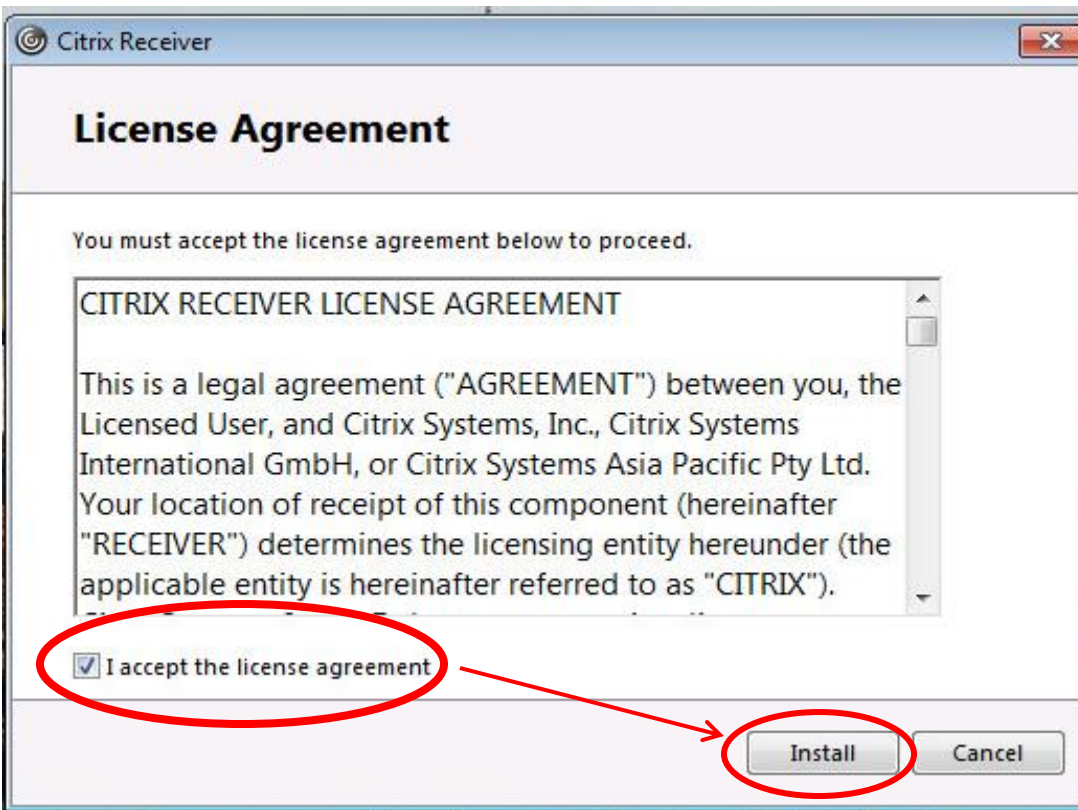 Citrix Receiver
License Agreement
You must accept the license agreement below to proceed.
CITRIX RECEIVER LICENSE AGREEMENT
This is a legal agreement ("AGREEMENT") between you, the
Licensed User, and Citrix Systems, Inc., Citrix Systems
International GmbH, or Citrix Systems Asia Pacific Pty Ltd.
Your location of receipt of this component (hereinafter
"RECEIVER") determines the licensing entity hereunder (the
applicable entity is hereinafter referred to as "CITRIX").
I accept the license agreement
Install
Cancel